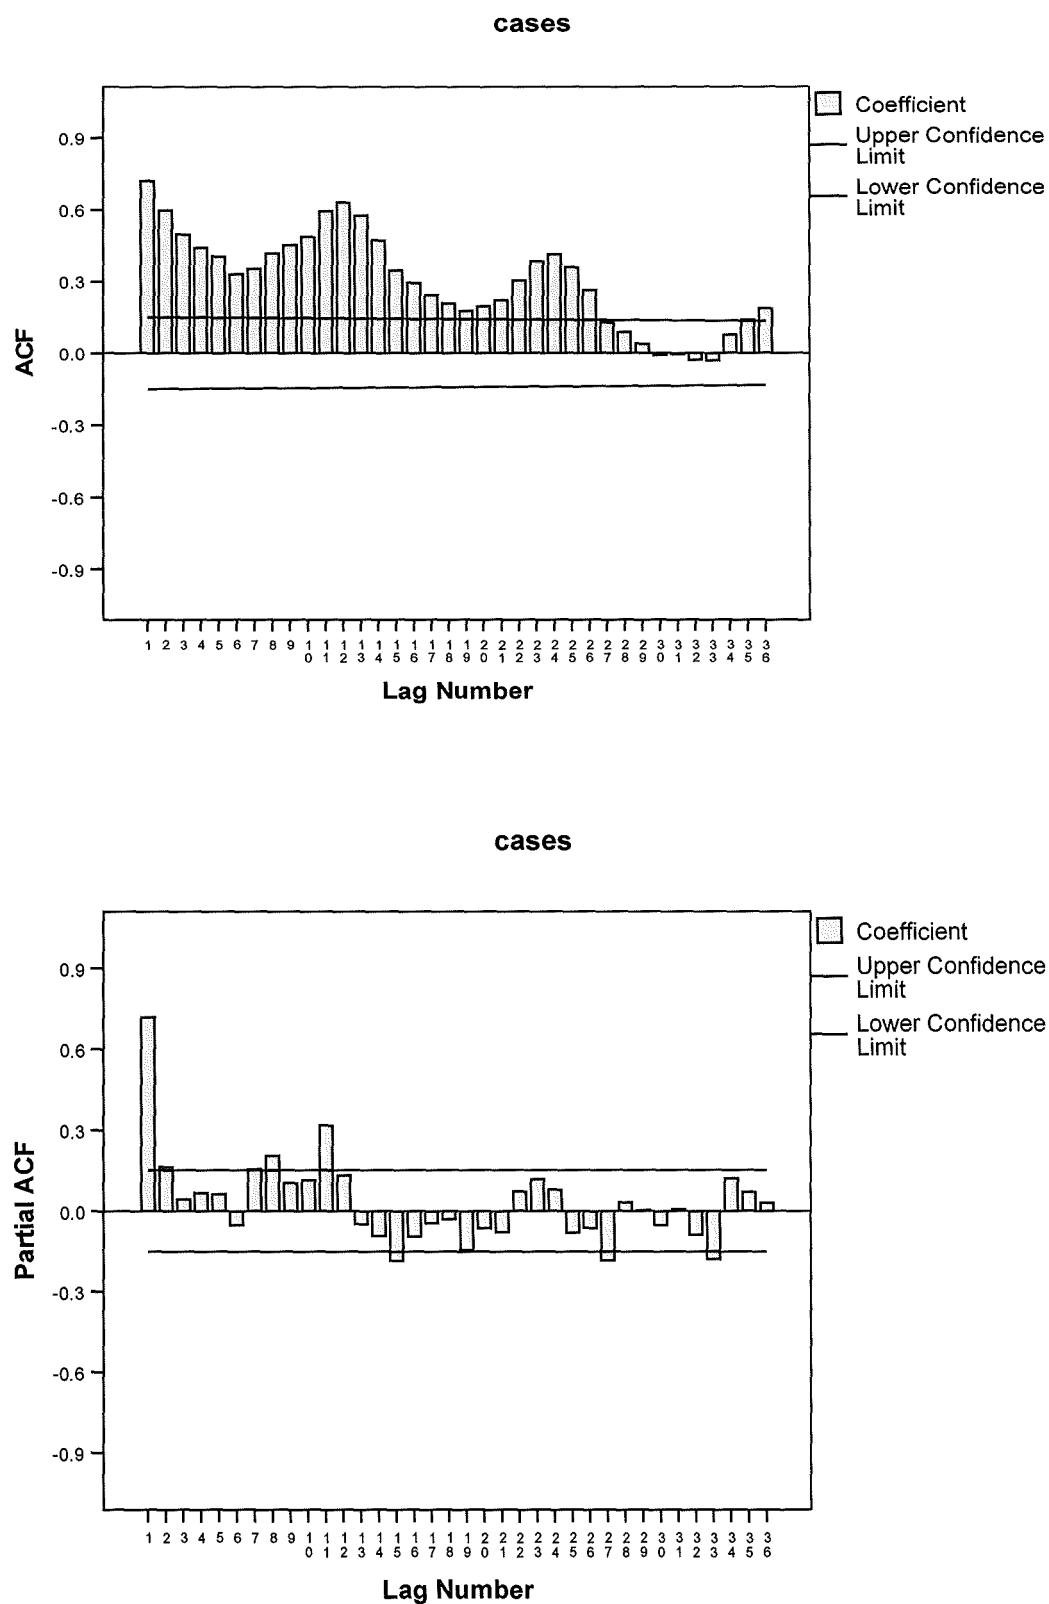 cases
Coefficient
Upper Confidence
Limit
Lower Confidence
Limit
0.9
0.6
0.3
0.0
-0.3
-0.6
-0.9
ACF
1 2 3 4 5 6 7 8 9 10 11 12 13 14 15 16 17 18 19 20 21 22 23 24 25 26 27 28 29 30 31 32 33 34 35 36
Lag Number
cases
Coefficient
Upper Confidence
Limit
Lower Confidence
Limit
0.9
0.6
0.3
0.0
-0.3
-0.6
-0.9
Partial ACF
1 2 3 4 5 6 7 8 9 10 11 12 13 14 15 16 17 18 19 20 21 22 23 24 25 26 27 28 29 30 31 32 33 34 35 36
Lag Number